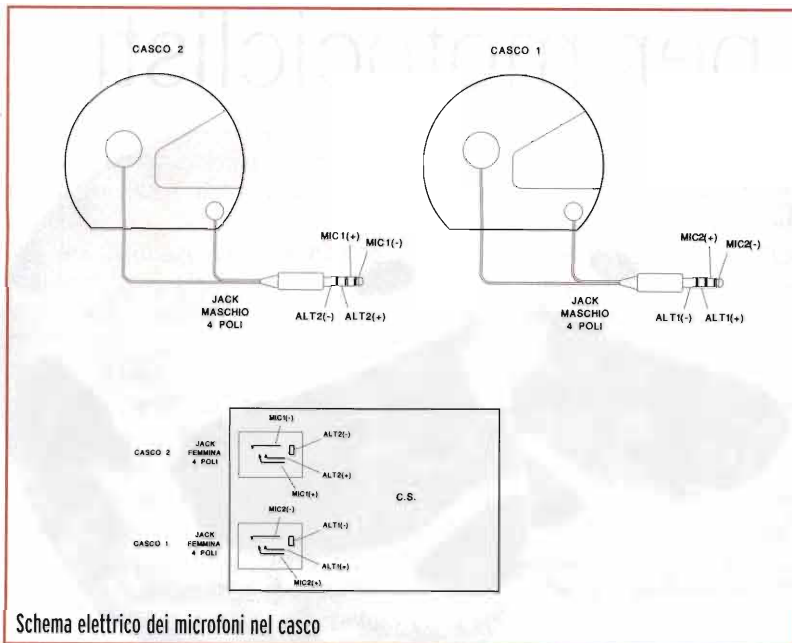 CASCO 2
CASCO 1
MIC1(+)
MIC1(-)
JACK
MASCHIO
4 POLI
ALT2(-)
ALT2(+)
MIC2(+)
MIC2(-)
JACK
MASCHIO
4 POLI
ALT1(-)
ALT1(+)
MIC1(-)
CASCO 2
JACK
FEMMINA
4 POLI
ALT2(-)
ALT2(+)
MIC1(+)
C.S.
MIC2(-)
CASCO 1
JACK
FEMMINA
4 POLI
ALT1(-)
ALT1(+)
MIC2(+)
Schema elettrico dei microfoni nel casco